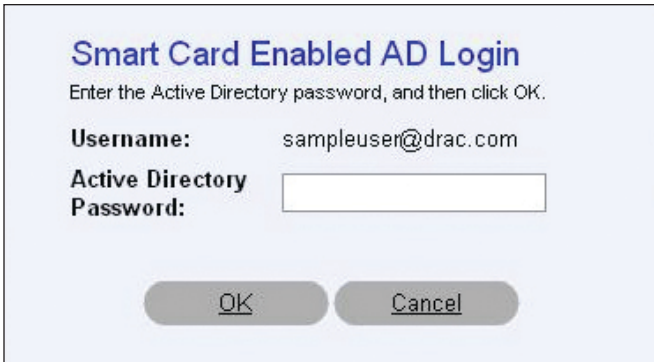 Smart Card Enabled AD Login
Enter the Active Directory password, and then click OK.
Username: sampleuser@drac.com
Active Directory
Password:
OK Cancel